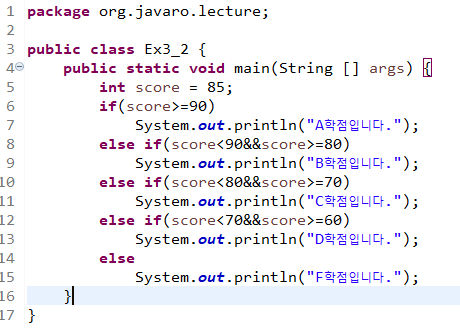 1 package org.javaro.lecture;
2
3 public class Ex3_2 {
4 public static void main(String [] args) {
5 int score = 85;
6 if(score>=90)
7 System.out.println("A학점입니다.");
8 else if(score<90&&score>=80)
9 System.out.println("B학점입니다.");
10 else if(score<80&&score>=70)
11 System.out.println("C학점입니다.");
12 else if(score<70&&score>=60)
13 System.out.println("D학점입니다.");
14 else
15 System.out.println("F학점입니다.");
16 }
17 }